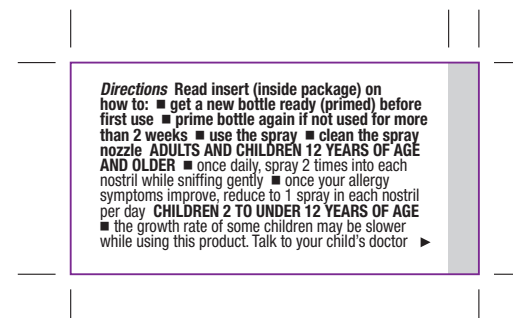 Directions Read insert (inside package) on
how to: ■ get a new bottle ready (primed) before
first use ■ prime bottle again if not used for more
than 2 weeks ■ use the spray ■ clean the spray
nozzle ADULTS AND CHILDREN 12 YEARS OF AGE
AND OLDER ■ once daily, spray 2 times into each
nostril while sniffing gently ■ once your allergy
symptoms improve, reduce to 1 spray in each nostril
per day CHILDREN 2 TO UNDER 12 YEARS OF AGE
■ the growth rate of some children may be slower
while using this product. Talk to your child's doctor ►